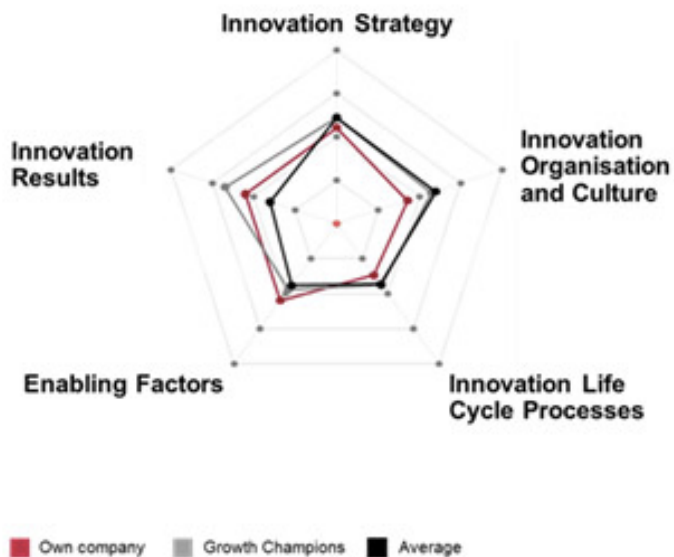 Innovation Strategy
Innovation
Results
Innovation
Organisation
and Culture
Enabling Factors
Innovation Life
Cycle Processes
Own company
Growth Champions
Average